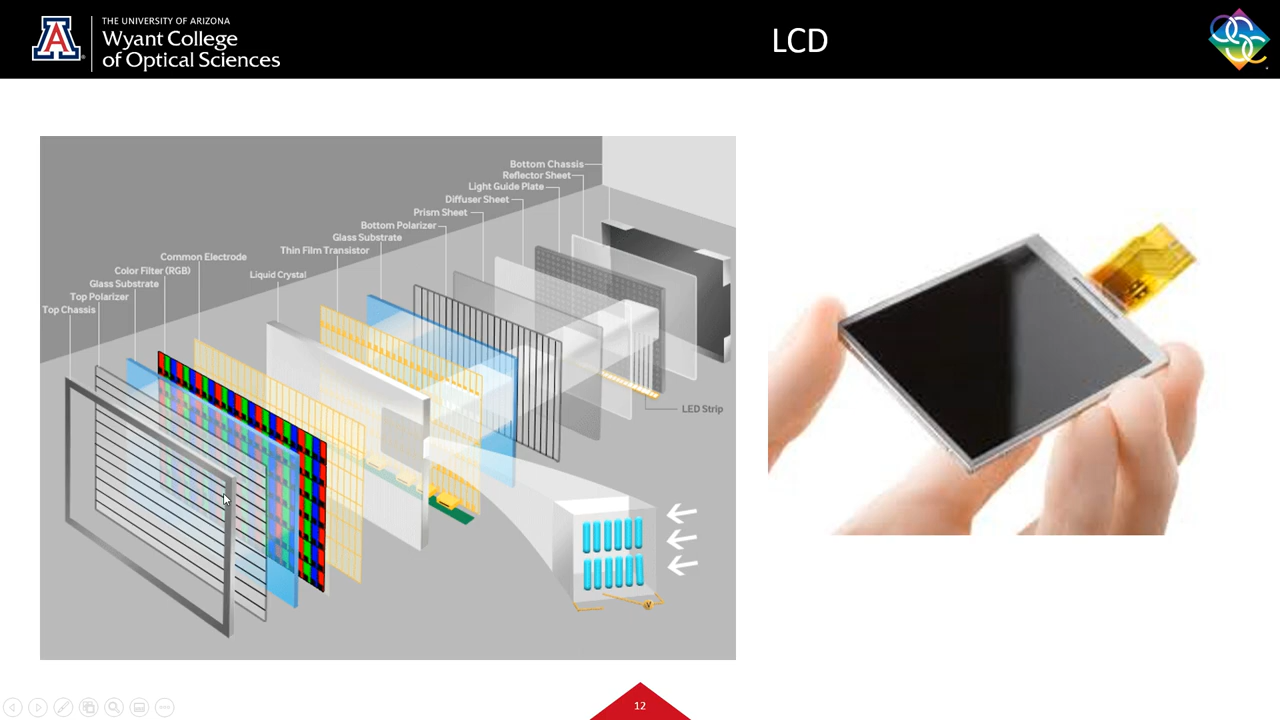 THE UNIVERSITY OF ARIZONA
Wyant College
of Optical Sciences
LCD
Bottom Chassis
Reflector Sheet
Light Guide Plate
Diffuser Sheet
Prism Sheet
Bottom Polarizer
Glass Substrate
Thin Film Transistor
Common Electrode
Color Filter (RGB)
Liquid Crystal
Glass Substrate
Top Polarizer
Top Chassis
LED Strip
V
12